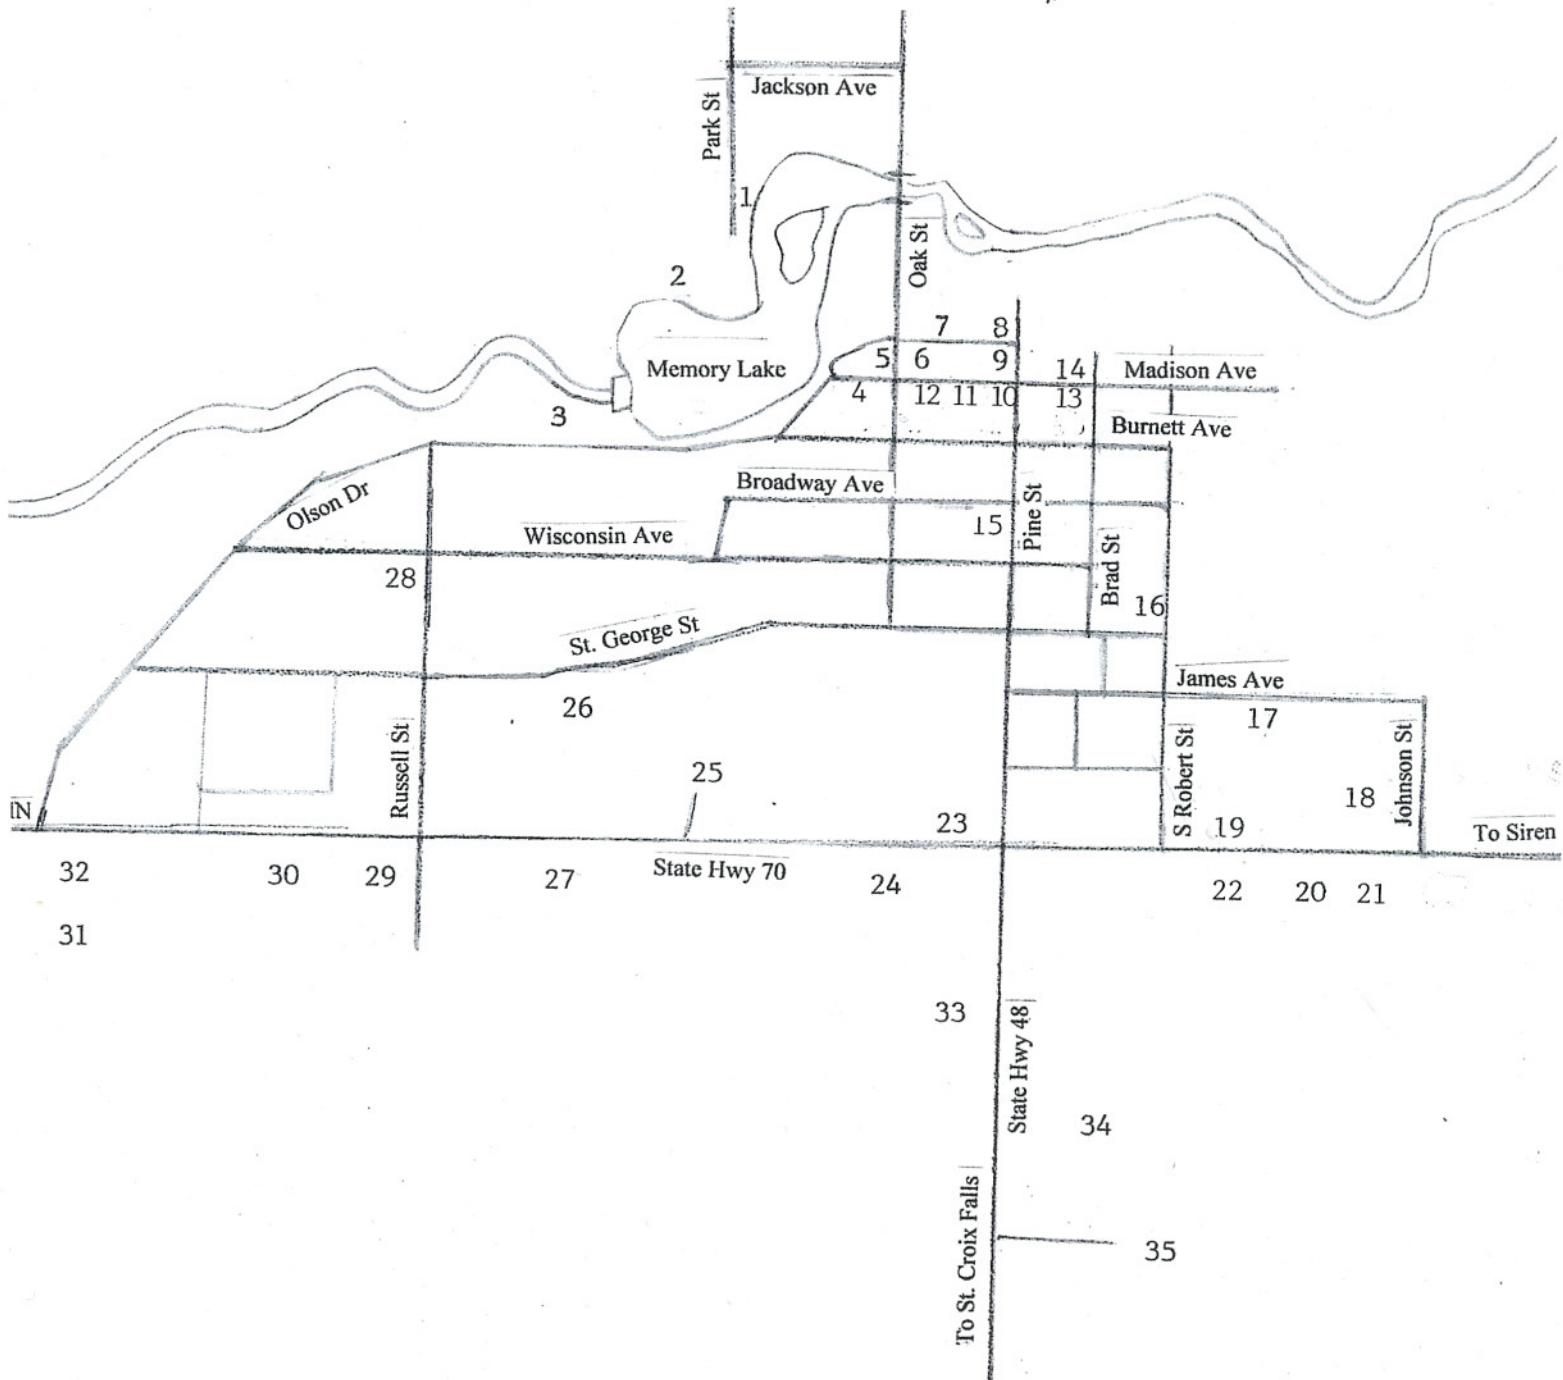 Jackson Ave
Park St
1
Oak St
2
7
8
Memory Lake
5
6
9
14
Madison Ave
4
12
11
10
13
3
Burnett Ave
Broadway Ave
Olson Dr
Wisconsin Ave
15
Pine St
Brad St
28
16
St. George St
James Ave
26
17
Russell St
25
S Robert St
18
Johnson St
IN
23
19
To Siren
32
30
29
27
State Hwy 70
24
22
20
21
31
33
State Hwy 48
34
To St. Croix Falls
35